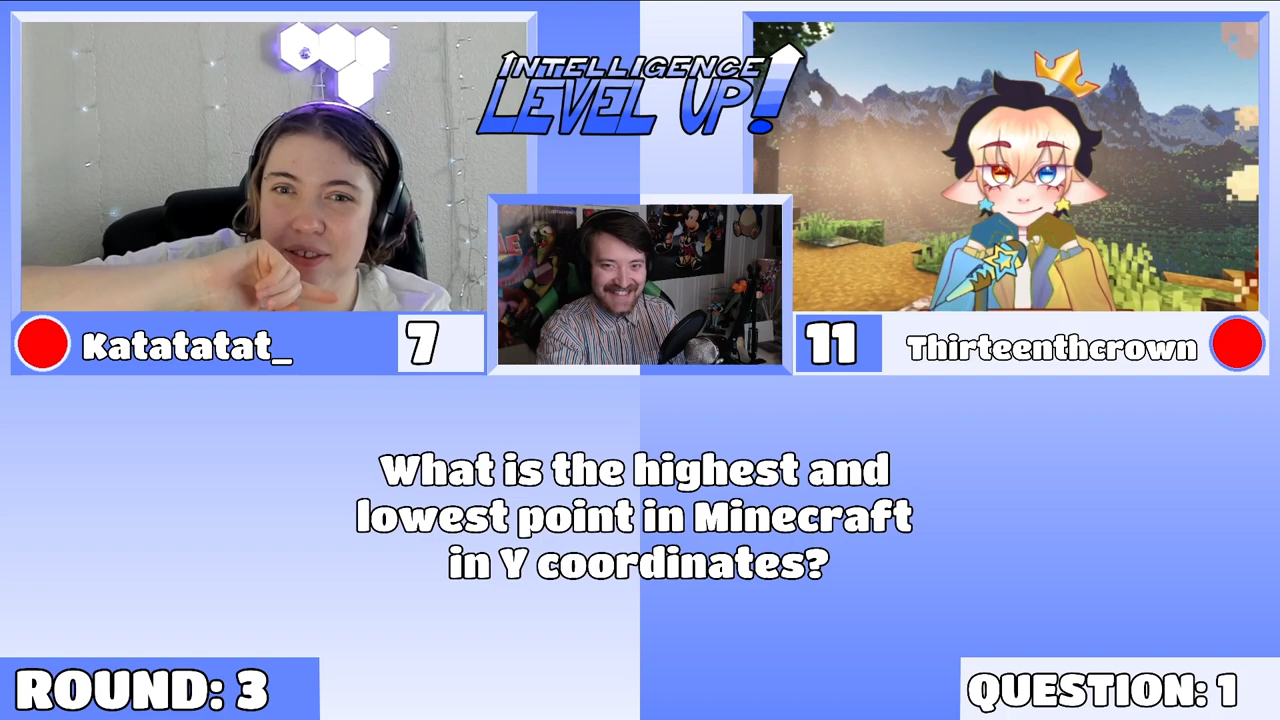 INTELLIGENCE
LEVEL UP!
Katatatat_
7
11
Thirteenthcrown
What is the highest and
lowest point in Minecraft
in Y coordinates?
ROUND: 3
QUESTION: 1